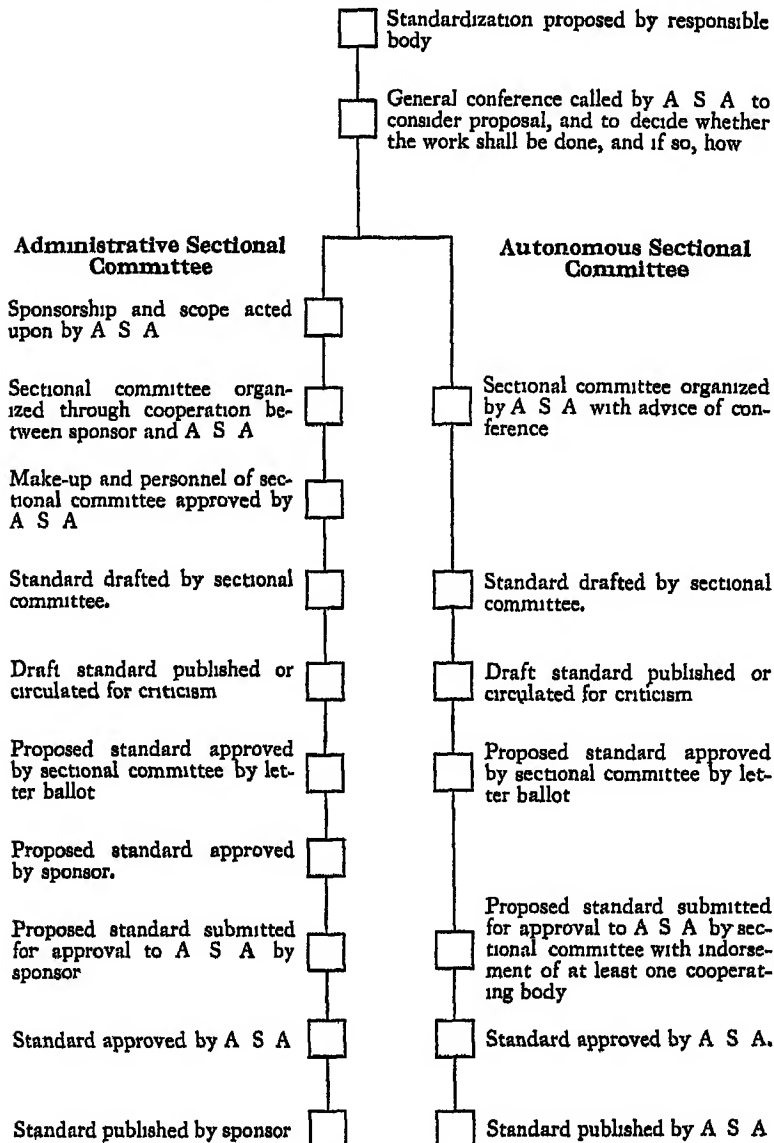 Standardization proposed by responsible
body
General conference called by A S A to
consider proposal, and to decide whether
the work shall be done, and if so, how
Administrative Sectional
Committee
Sponsorship and scope acted
upon by A S A
Sectional committee organ-
ized through cooperation be-
tween sponsor and A S A
Make-up and personnel of sec-
tional committee approved by
A S A
Standard drafted by sectional
committee.
Draft standard published or
circulated for criticism
Proposed standard approved
by sectional committee by let-
ter ballot
Proposed standard approved
by sponsor.
Proposed standard submitted
for approval to A S A by
sponsor
Standard approved by A S A
Standard published by sponsor
Autonomous Sectional
Committee
Sectional committee organized
by A S A with advice of con-
ference
Standard drafted by sectional
committee.
Draft standard published or
circulated for criticism
Proposed standard approved
by sectional committee by let-
ter ballot
Proposed standard submitted
for approval to A S A by sec-
tional committee with indorse-
ment of at least one cooperat-
ing body
Standard approved by A S A.
Standard published by A S A